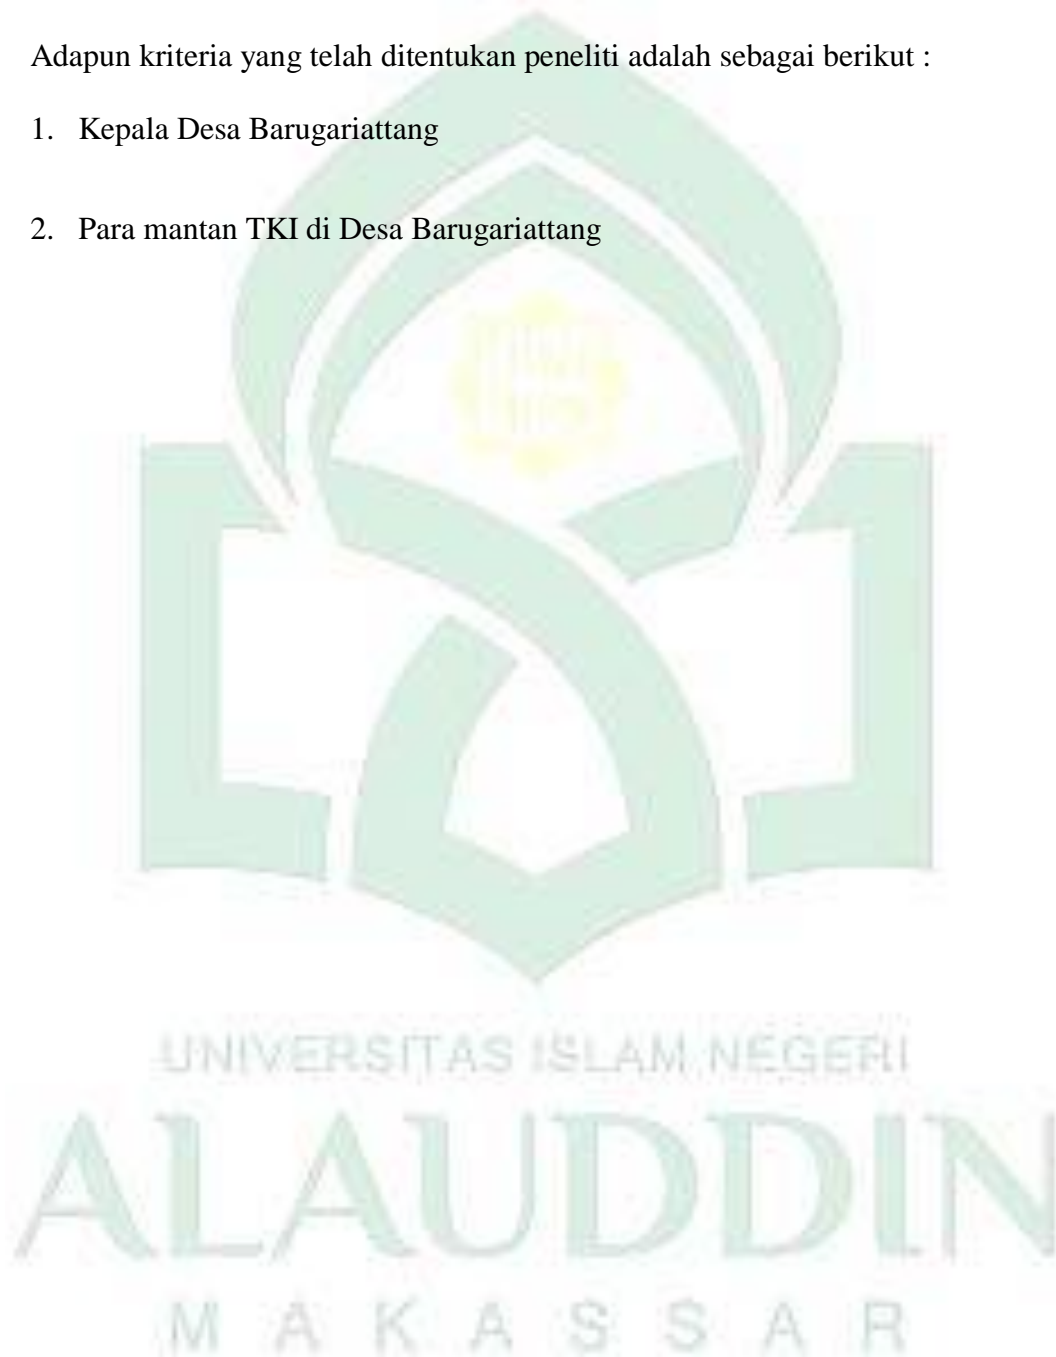 Adapun kriteria yang telah ditentukan peneliti adalah sebagai berikut :
1. Kepala Desa Barugariattang
2. Para mantan TKI di Desa Barugariattang
UNIVERSITAS ISLAM NEGERI
ALAUDDIN
MAKASSAR